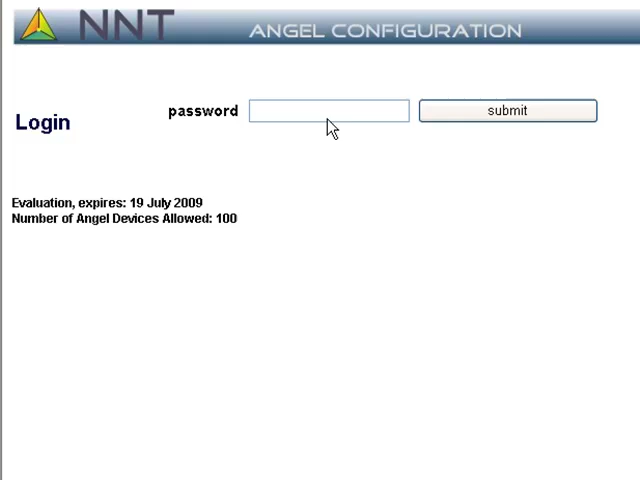 NNT
ANGEL CONFIGURATION
Login
password
submit
Evaluation, expires: 19 July 2009
Number of Angel Devices Allowed: 100